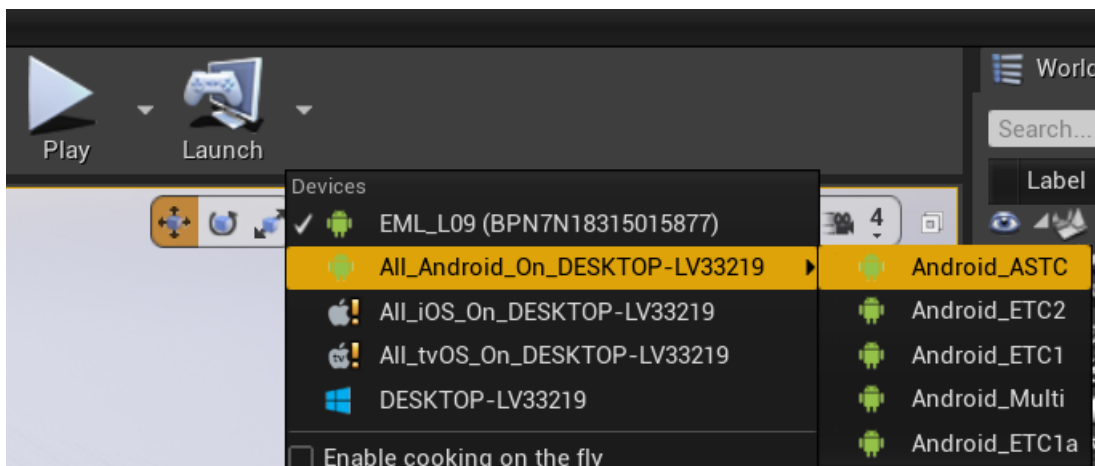 World
Search...
Play
Launch
Label
Devices
EML_L09 (BPN7N18315015877)
4
All_Android_On_DESKTOP-LV33219
Android_ASTC
All_iOS_On_DESKTOP-LV33219
Android_ETC2
All_tvOS_On_DESKTOP-LV33219
Android_ETC1
DESKTOP-LV33219
Android_Multi
Enable cooking on the fly
Android_ETC1a